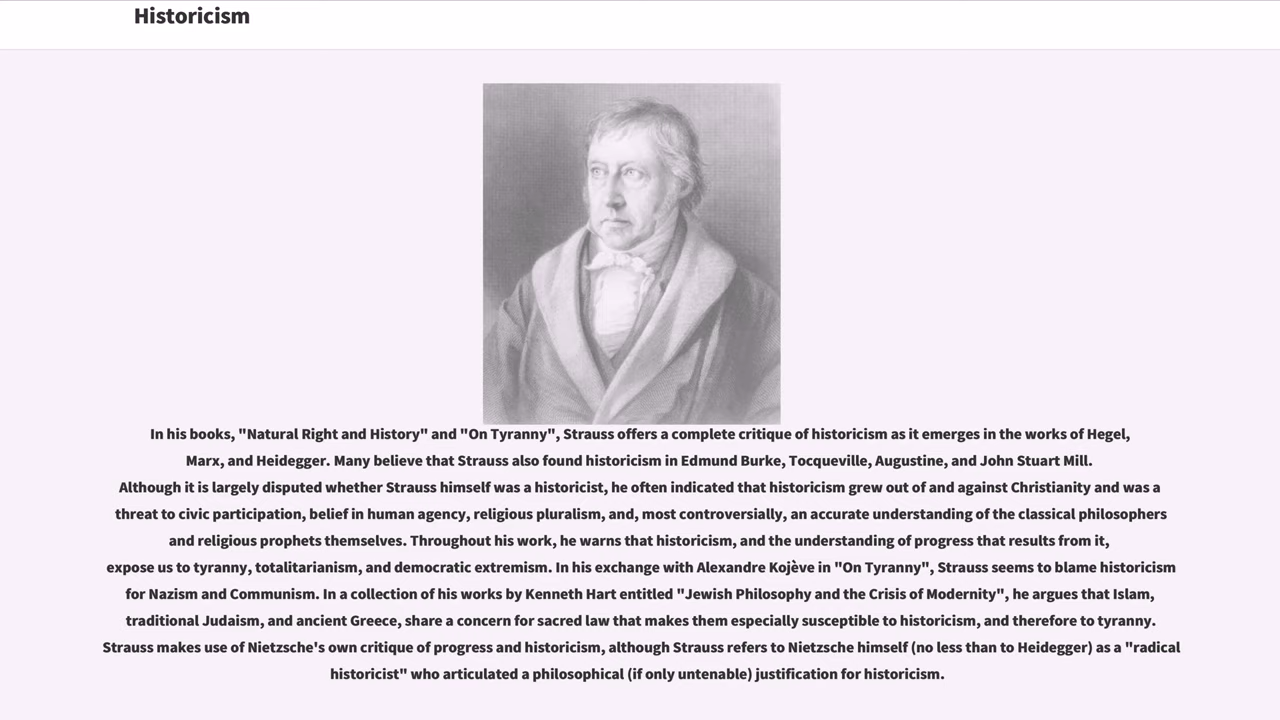 Historicism
In his books, "Natural Right and History" and "On Tyranny", Strauss offers a complete critique of historicism as it emerges in the works of Hegel,
Marx, and Heidegger. Many believe that Strauss also found historicism in Edmund Burke, Tocqueville, Augustine, and John Stuart Mill.
Although it is largely disputed whether Strauss himself was a historicist, he often indicated that historicism grew out of and against Christianity and was a
threat to civic participation, belief in human agency, religious pluralism, and, most controversially, an accurate understanding of the classical philosophers
and religious prophets themselves. Throughout his work, he warns that historicism, and the understanding of progress that results from it,
expose us to tyranny, totalitarianism, and democratic extremism. In his exchange with Alexandre Kojève in "On Tyranny", Strauss seems to blame historicism
for Nazism and Communism. In a collection of his works by Kenneth Hart entitled "Jewish Philosophy and the Crisis of Modernity", he argues that Islam,
traditional Judaism, and ancient Greece, share a concern for sacred law that makes them especially susceptible to historicism, and therefore to tyranny.
Strauss makes use of Nietzsche's own critique of progress and historicism, although Strauss refers to Nietzsche himself (no less than to Heidegger) as a "radical
historicist" who articulated a philosophical (if only untenable) justification for historicism.